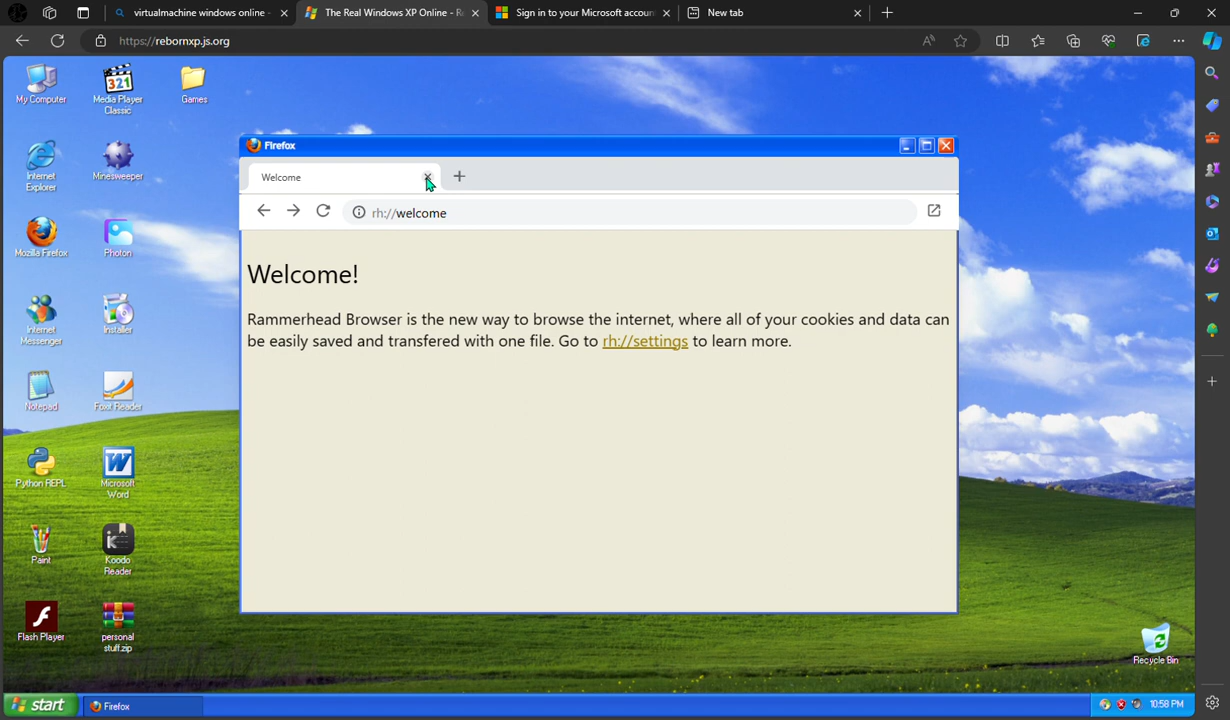 virtualmachine windows online -
The Real Windows XP Online - R
Sign in to your Microsoft accoun
New tab
https://rebornxp.js.org
My Computer
Media Player Classic
Games
Internet Explorer
Minesweeper
Mozilla Firefox
Photon
Internet Messenger
Installer
Notepad
Foxit Reader
Python REPL
Microsoft Word
Paint
Koodo Reader
Flash Player
personal stuff.zip
Firefox
Welcome
rh://welcome
Welcome!
Rammerhead Browser is the new way to browse the internet, where all of your cookies and data can
be easily saved and transfered with one file. Go to rh://settings to learn more.
Recycle Bin
start
Firefox
10:58 PM